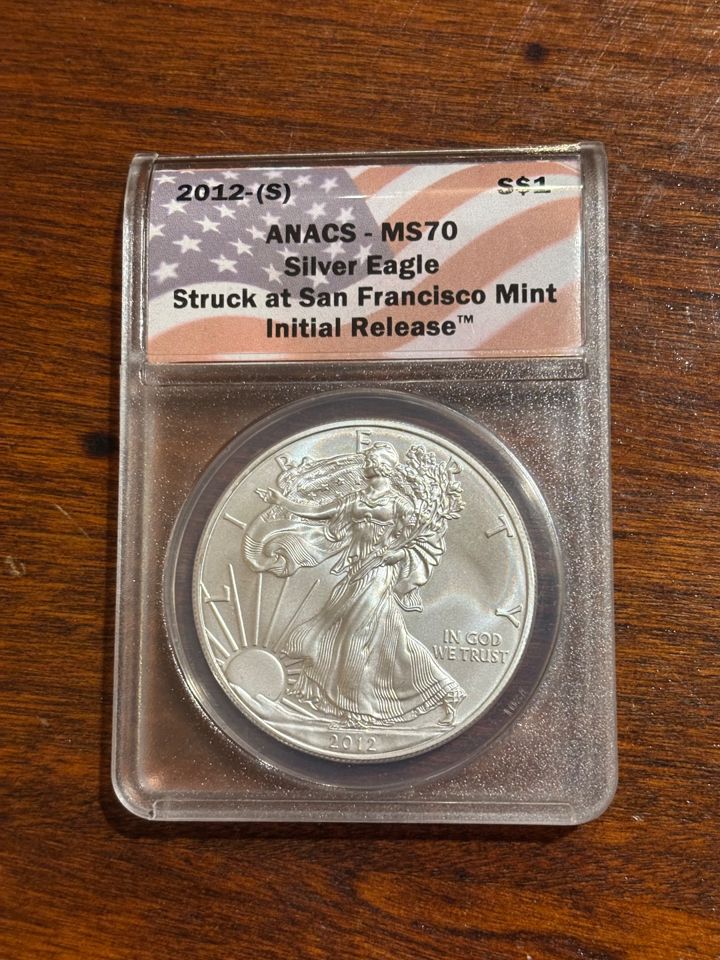 2012-(S) S$1
ANACS - MS70
Silver Eagle
Struck at San Francisco Mint
Initial Release™
LIBERTY
IN GOD
WE TRUST
2012